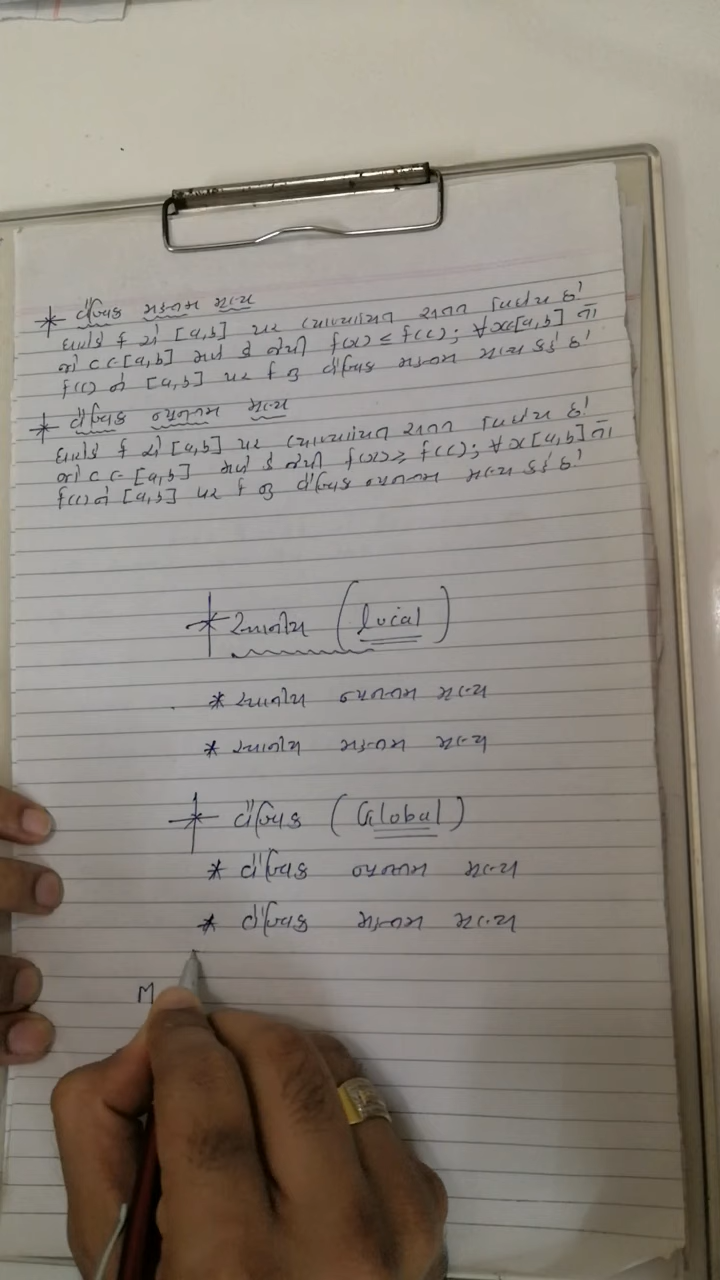 * વૈશ્વિક મહત્તમ મૂલ્ય
ધારોકે f એ [a,b] પર વ્યાખ્યાયિત સતત વિધેય છે.
જો c ∈ [a,b] મળે કે જેથી f(x) ≤ f(c); ∀x∈[a,b] તો
f(c) ને [a,b] પર f નું વૈશ્વિક મહત્તમ મૂલ્ય કહે છે.
* વૈશ્વિક ન્યૂનતમ મૂલ્ય
ધારોકે f એ [a,b] પર વ્યાખ્યાયિત સતત વિધેય છે.
જો c ∈ [a,b] મળે કે જેથી f(x) ≥ f(c); ∀x[a,b] તો
f(c) ને [a,b] પર f નું વૈશ્વિક ન્યૂનતમ મૂલ્ય કહે છે.
* સ્થાનીય (local)
* સ્થાનીય ન્યૂનતમ મૂલ્ય
* સ્થાનીય મહત્તમ મૂલ્ય
* વૈશ્વિક (Global)
* વૈશ્વિક ન્યૂનતમ મૂલ્ય
* વૈશ્વિક મહત્તમ મૂલ્ય
M